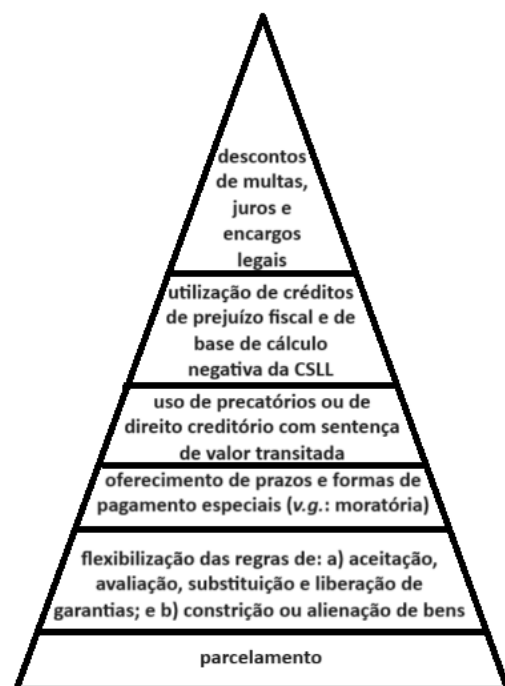 descontos
de multas,
juros e
encargos
legais
utilização de créditos
de prejuízo fiscal e de
base de cálculo
negativa da CSLL
uso de precatórios ou de
direito creditório com sentença
de valor transitada
oferecimento de prazos e formas de
pagamento especiais (v.g.: moratória)
flexibilização das regras de: a) aceitação,
avaliação, substituição e liberação de
garantias; e b) constrição ou alienação de bens
parcelamento